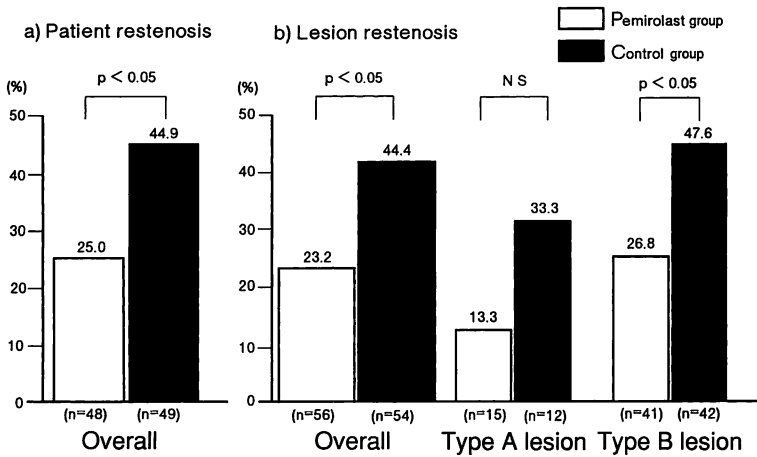 a) Patient restenosis
b) Lesion restenosis
Pemirolast group
Control group
(%)
p < 0.05
50
40
30
20
10
0
25.0
44.9
(n=48) (n=49)
Overall
(%)
p < 0.05
N S
p < 0.05
50
40
30
20
10
0
23.2
44.4
13.3
33.3
26.8
47.6
(n=56) (n=54) (n=15) (n=12) (n=41) (n=42)
Overall Type A lesion Type B lesion